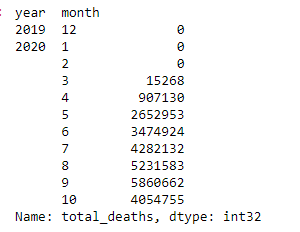 year  month
2019  12             0
2020  1              0
      2              0
      3          15268
      4         907130
      5        2652953
      6        3474924
      7        4282132
      8        5231583
      9        5860662
      10       4054755
Name: total_deaths, dtype: int32